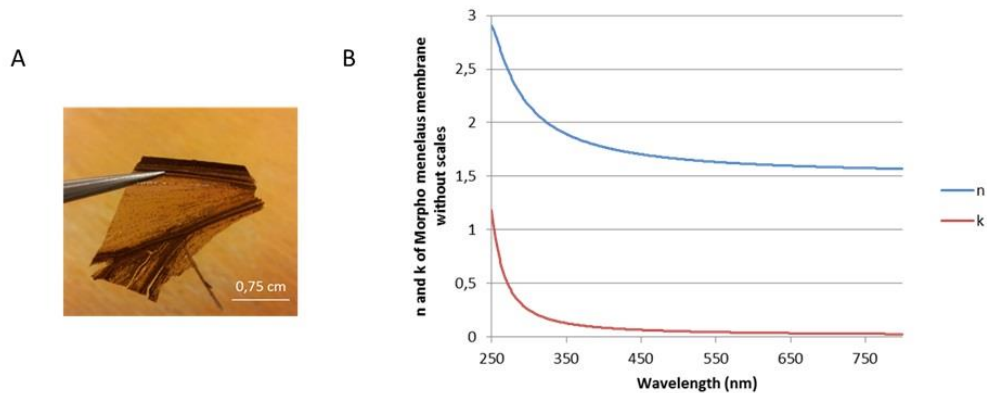 A
B
0,75 cm
n and k of Morpho menelaus membrane
without scales
3
2,5
2
1,5
1
0,5
0
250
350
450
550
650
750
Wavelength (nm)
n
k